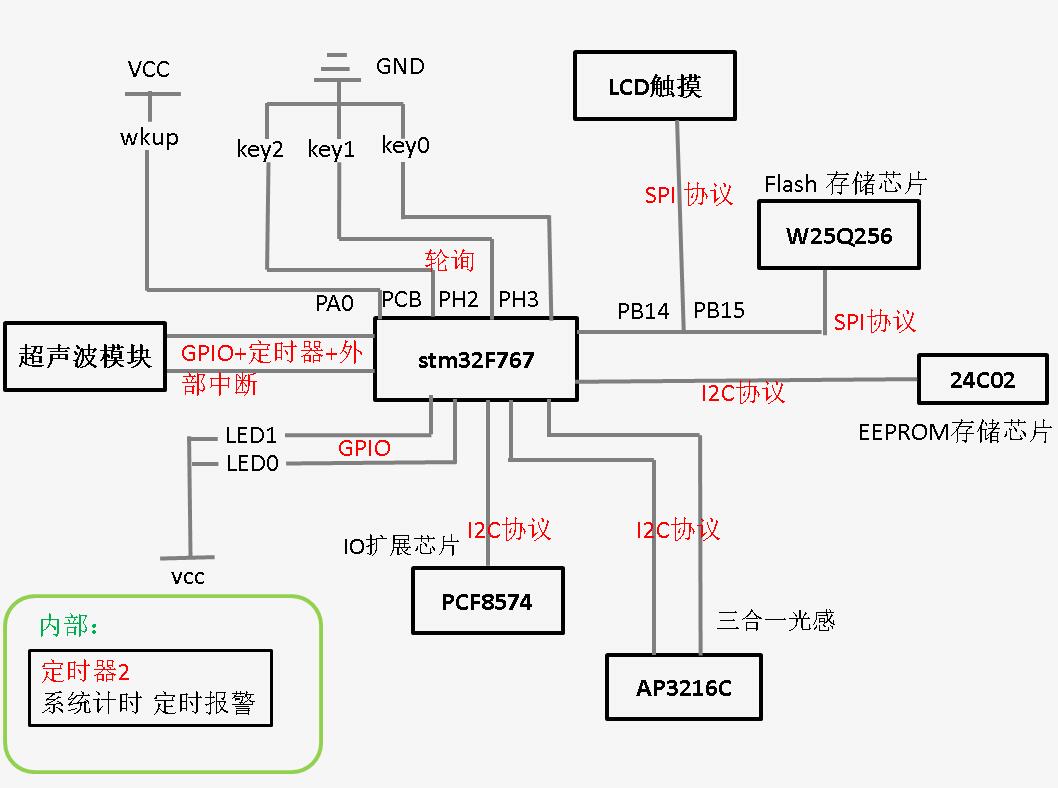 VCC
GND
LCD触摸
wkup
key2
key1
key0
SPI 协议
Flash 存储芯片
W25Q256
轮询
PA0
PCB
PH2
PH3
PB14
PB15
SPI协议
超声波模块
GPIO+定时器+外
部中断
stm32F767
I2C协议
24C02
EEPROM存储芯片
LED1
GPIO
LED0
I2C协议
I2C协议
IO扩展芯片
vcc
PCF8574
三合一光感
AP3216C
内部：
定时器2
系统计时 定时报警